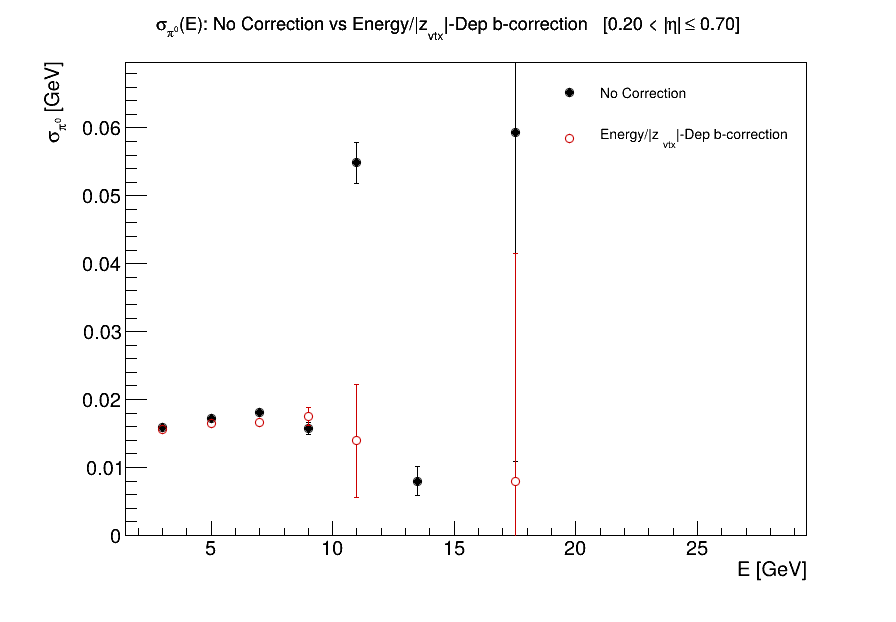 σπ⁰(E): No Correction vs Energy/|zvtx|-Dep b-correction [0.20 < |η| ≤ 0.70]
σπ⁰ [GeV]
No Correction
Energy/|z vtx|-Dep b-correction
0.06
0.05
0.04
0.03
0.02
0.01
0
5 10 15 20 25
E [GeV]